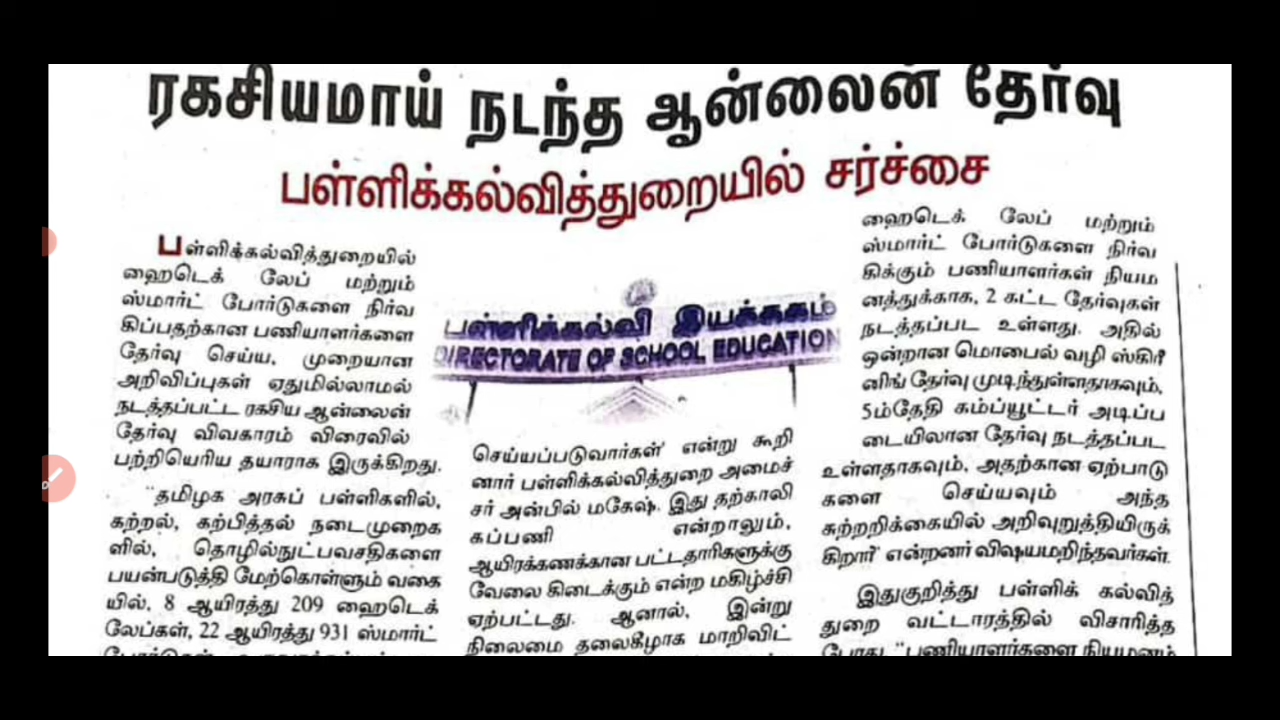 ரகசியமாய் நடந்த ஆன்லைன் தேர்வு
பள்ளிக்கல்வித்துறையில் சர்ச்சை
பள்ளிக்கல்வித்துறையில்
ஹைடெக் லேப் மற்றும்
ஸ்மார்ட் போர்டுகளை நிர்வ
கிப்பதற்கான பணியாளர்களை
தேர்வு செய்ய, முறையான
அறிவிப்புகள் ஏதுமில்லாமல்
நடத்தப்பட்ட ரகசிய ஆன்லைன்
தேர்வு விவகாரம் விரைவில்
பற்றியெரிய தயாராக இருக்கிறது.
"தமிழக அரசுப் பள்ளிகளில்,
கற்றல், கற்பித்தல் நடைமுறைக
ளில், தொழில்நுட்பவசதிகளை
பயன்படுத்தி மேற்கொள்ளும் வகை
யில், 8 ஆயிரத்து 209 ஹைடெக்
லேப்கள், 22 ஆயிரத்து 931 ஸ்மார்ட்
பள்ளிக்கல்வி இயக்ககம்
DIRECTORATE OF SCHOOL EDUCATION
செய்யப்படுவார்கள்' என்று கூறி
னார் பள்ளிக்கல்வித்துறை அமைச்
சர் அன்பில் மகேஷ். இது தற்காலி
கப்பணி என்றாலும்,
ஆயிரக்கணக்கான பட்டதாரிகளுக்கு
வேலை கிடைக்கும் என்ற மகிழ்ச்சி
ஏற்பட்டது. ஆனால், இன்று
நிலைமை தலைகீழாக மாறிவிட்
ஹைடெக் லேப் மற்றும்
ஸ்மார்ட் போர்டுகளை நிர்வ
கிக்கும் பணியாளர்கள் நியம
னத்துக்காக, 2 கட்ட தேர்வுகள்
நடத்தப்பட உள்ளது. அதில்
ஒன்றான மொபைல் வழி ஸ்கிரீ
னிங் தேர்வு முடிந்துள்ளதாகவும்,
5ம்தேதி கம்ப்யூட்டர் அடிப்ப
டையிலான தேர்வு நடத்தப்பட
உள்ளதாகவும், அதற்கான ஏற்பாடு
களை செய்யவும் அந்த
சுற்றறிக்கையில் அறிவுறுத்தியிருக்
கிறார்' என்றனர் விஷயமறிந்தவர்கள்.
இதுகுறித்து பள்ளிக் கல்வித்
துறை வட்டாரத்தில் விசாரித்த
போது, "பணியாளர்களை நியமனம்